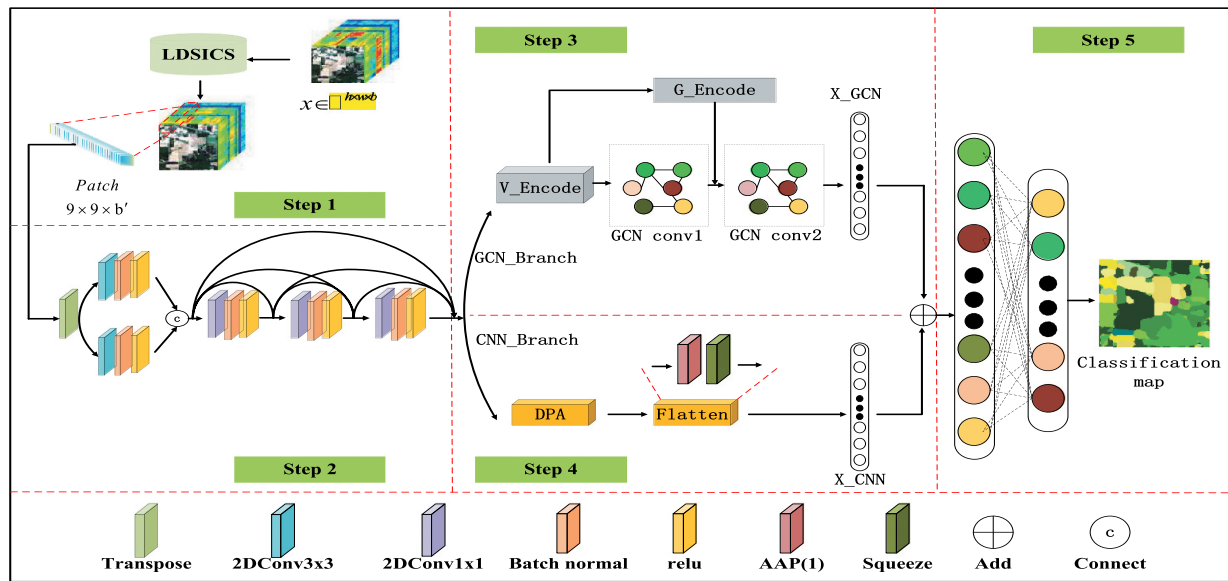 LDSICS
x ∈ □ h×w×b
Patch
9 × 9 × b′
Step 1
Step 2
c
Step 3
G_Encode
X_GCN
V_Encode
GCN conv1
GCN conv2
GCN_Branch
CNN_Branch
DPA
Flatten
X_CNN
Step 4
Step 5
Classification
map
Transpose
2DConv3x3
2DConv1x1
Batch normal
relu
AAP(1)
Squeeze
Add
c
Connect